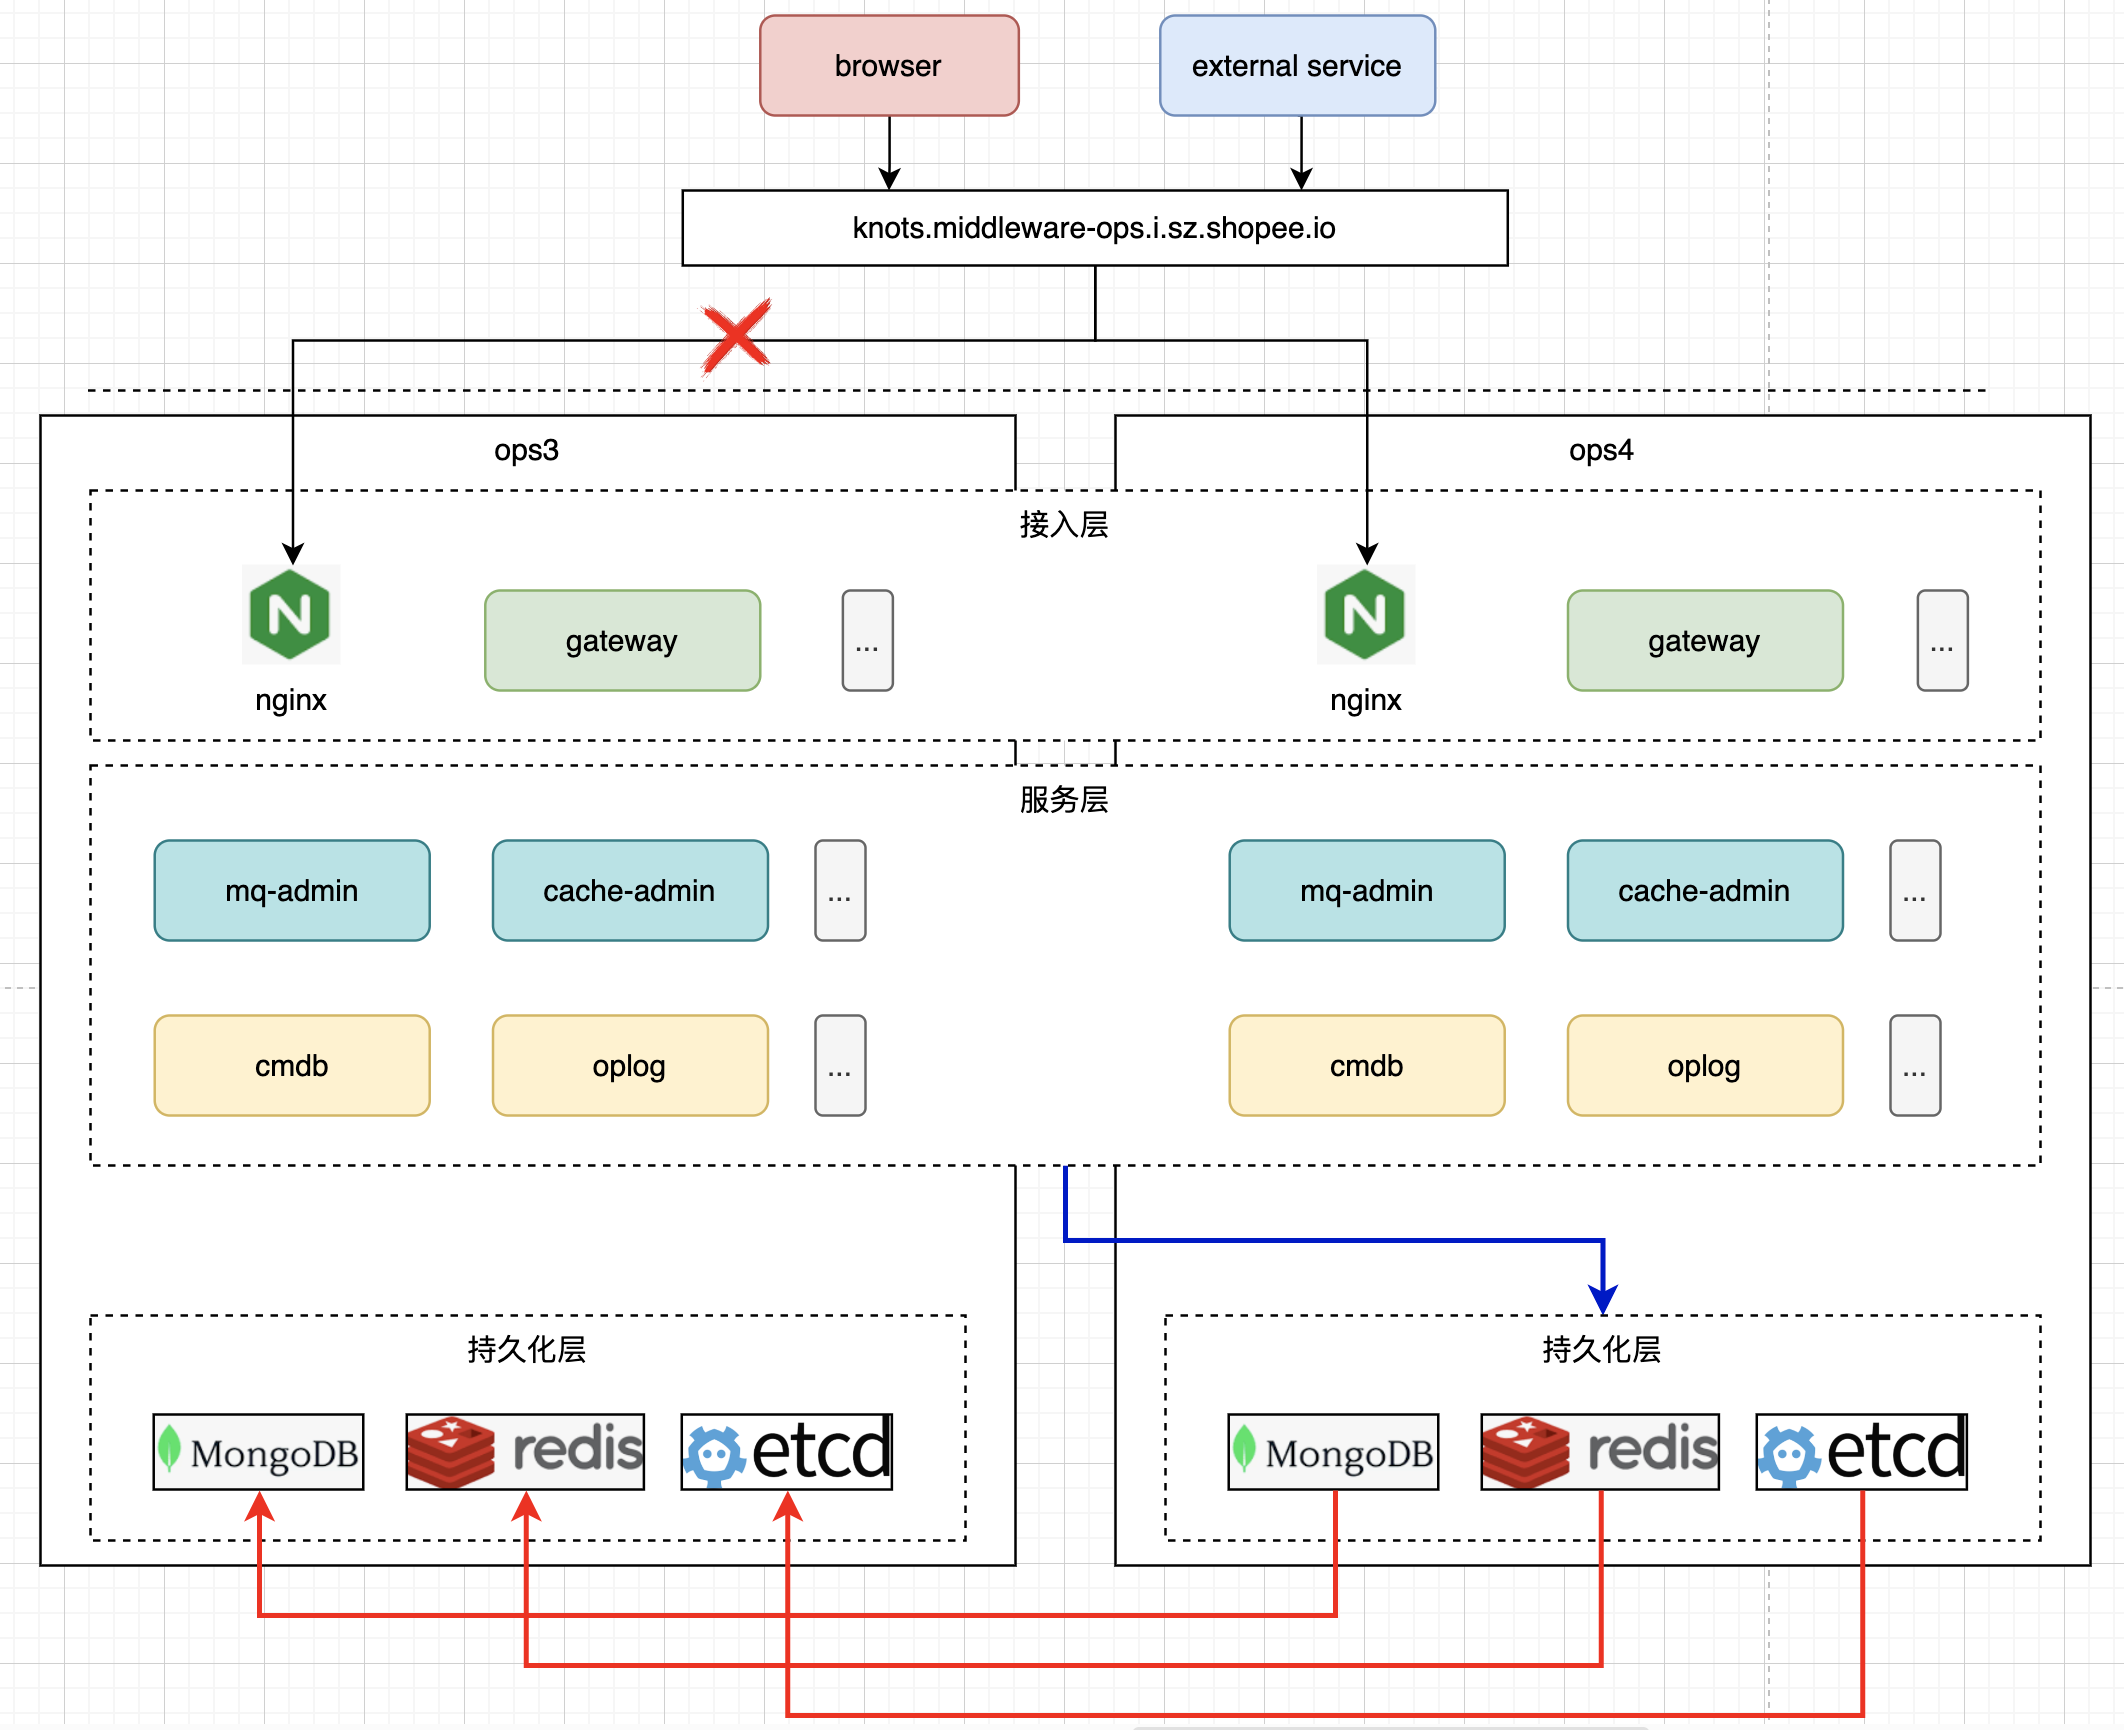 browser
external service
knots.middleware-ops.i.sz.shopee.io
ops3
ops4
接入层
N
nginx
gateway
...
N
nginx
gateway
...
服务层
mq-admin
cache-admin
...
mq-admin
cache-admin
...
cmdb
oplog
...
cmdb
oplog
...
持久化层
持久化层
MongoDB
redis
etcd
MongoDB
redis
etcd